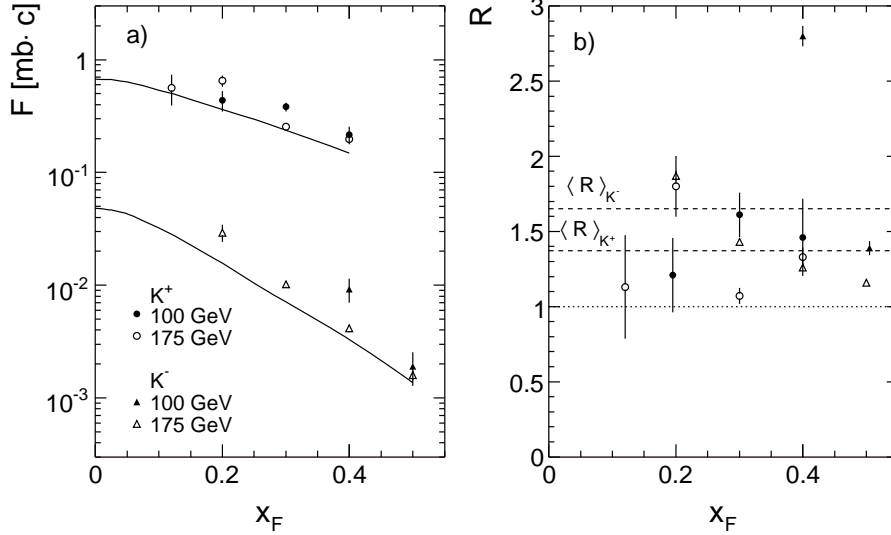 F [mb· c]
a)
1
10⁻¹
10⁻²
10⁻³
K⁺
100 GeV
175 GeV
K⁻
100 GeV
175 GeV
0
0.2
0.4
x_F
R
b)
3
2.5
2
1.5
1
0.5
0
⟨ R ⟩_K⁻
⟨ R ⟩_K⁺
0
0.2
0.4
x_F